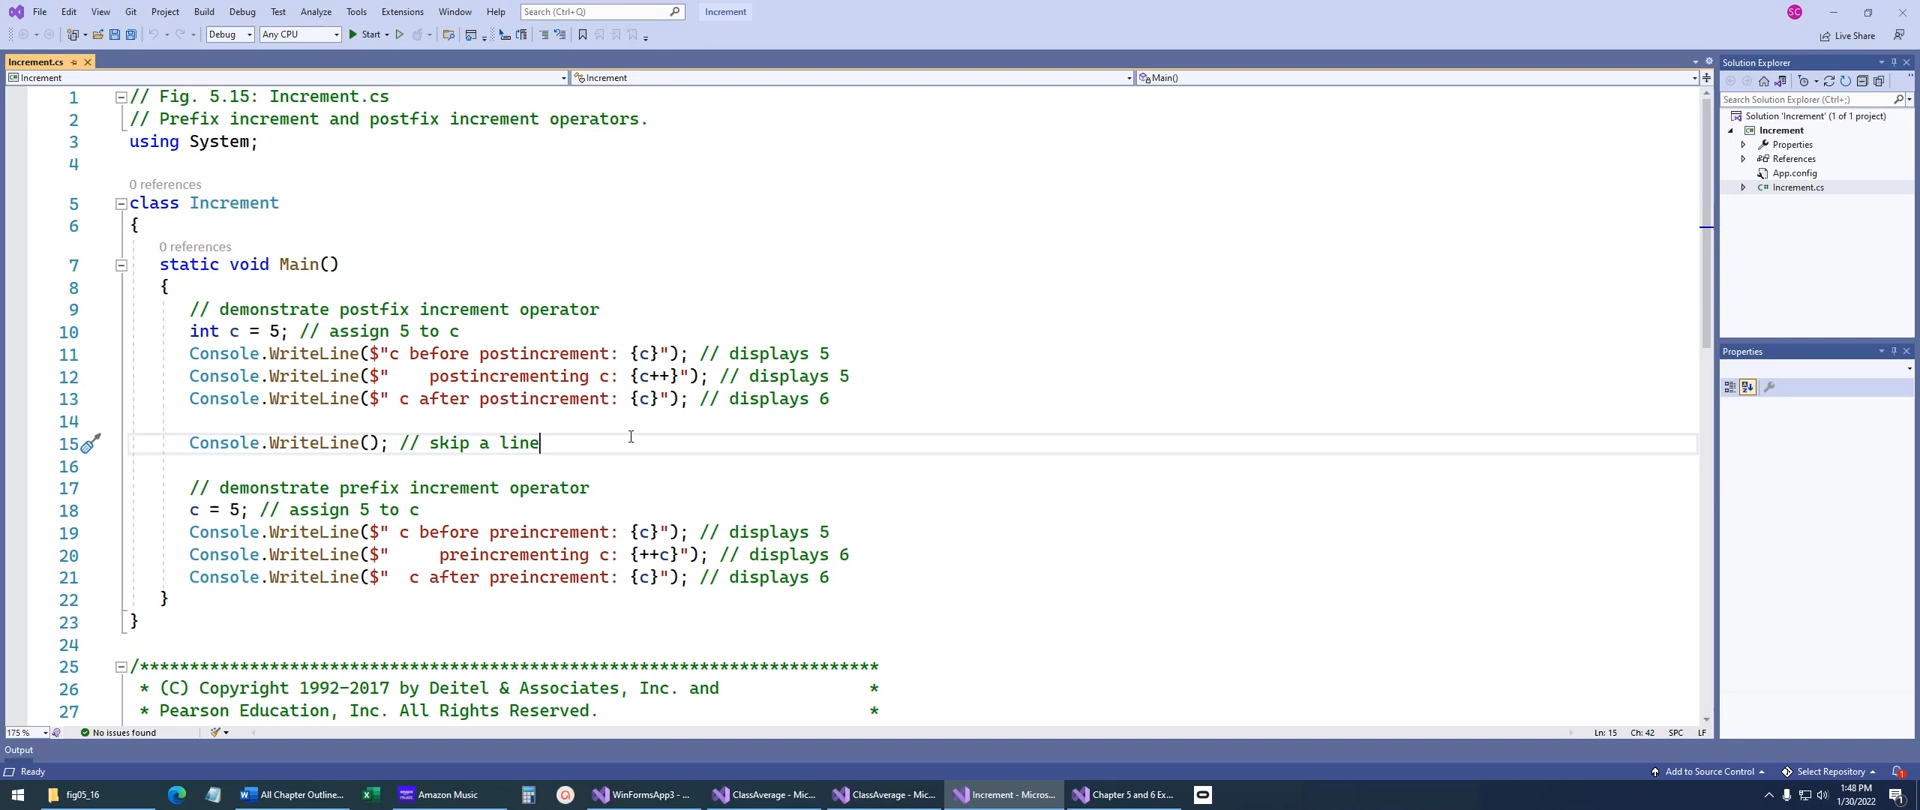 File Edit View Git Project Build Debug Test Analyze Tools Extensions Window Help Search (Ctrl+Q) Increment SC
Debug Any CPU Start Live Share
Increment.cs
Increment Increment Main()
1 // Fig. 5.15: Increment.cs
2 // Prefix increment and postfix increment operators.
3 using System;
4
0 references
5 class Increment
6 {
0 references
7 static void Main()
8 {
9 // demonstrate postfix increment operator
10 int c = 5; // assign 5 to c
11 Console.WriteLine($"c before postincrement: {c}"); // displays 5
12 Console.WriteLine($"    postincrementing c: {c++}"); // displays 5
13 Console.WriteLine($" c after postincrement: {c}"); // displays 6
14
15 Console.WriteLine(); // skip a line
16
17 // demonstrate prefix increment operator
18 c = 5; // assign 5 to c
19 Console.WriteLine($" c before preincrement: {c}"); // displays 5
20 Console.WriteLine($"     preincrementing c: {++c}"); // displays 6
21 Console.WriteLine($"  c after preincrement: {c}"); // displays 6
22 }
23 }
24
25 /**************************************************************************
26 * (C) Copyright 1992-2017 by Deitel & Associates, Inc. and *
27 * Pearson Education, Inc. All Rights Reserved. *
175 % No issues found Ln: 15 Ch: 42 SPC LF
Solution Explorer
Search Solution Explorer (Ctrl+;)
Solution 'Increment' (1 of 1 project)
Increment
Properties
References
App.config
C# Increment.cs
Properties
Output
Ready Add to Source Control Select Repository 1
fig05_16 All Chapter Outline... Amazon Music WinFormsApp3 - ... ClassAverage - Mic... ClassAverage - Mic... Increment - Micros... Chapter 5 and 6 Ex... 1:48 PM
1/30/2022